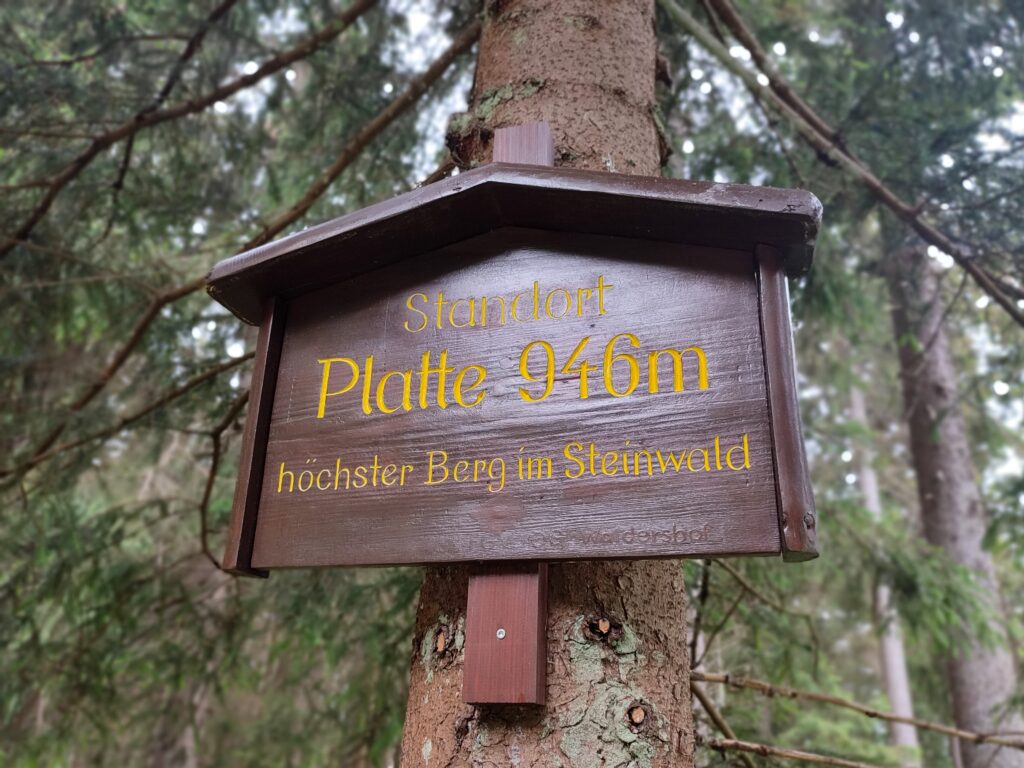 Standort
Platte 946m
höchster Berg im Steinwald